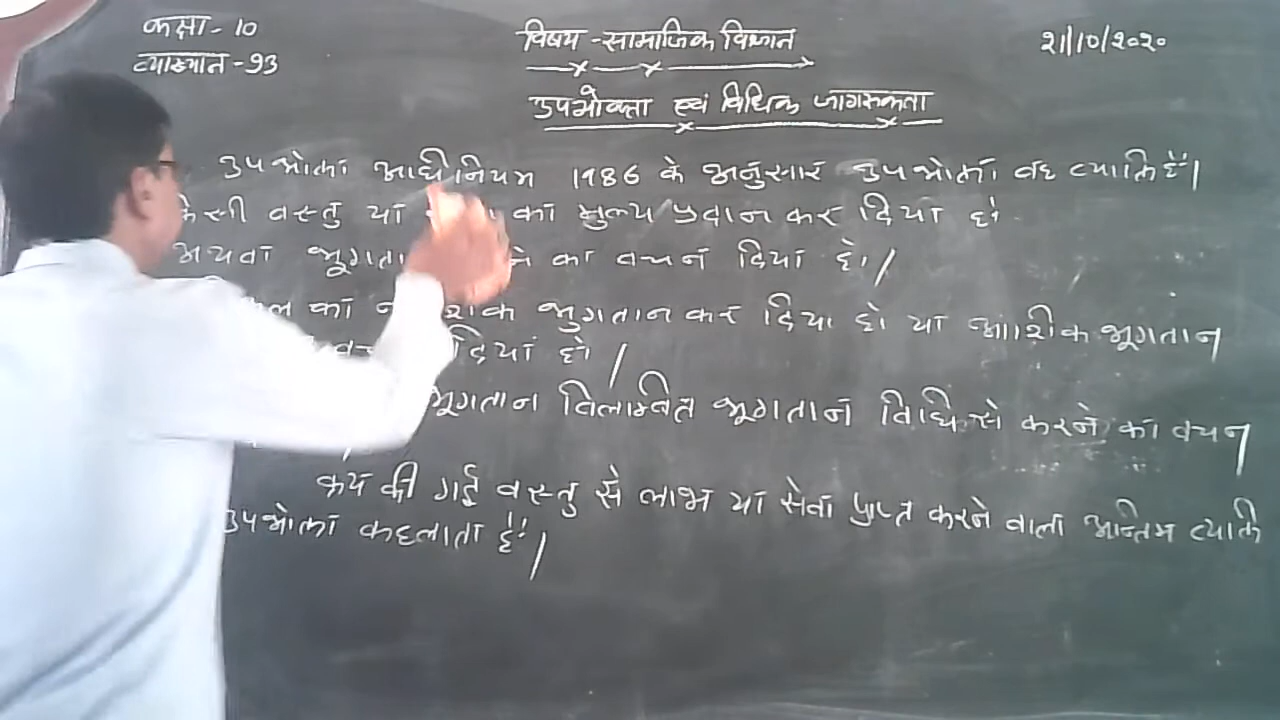 कक्षा - 10
विषय - सामाजिक विज्ञान
21/10/2020
व्याख्यान - 93
उपभोक्ता एवं विधिक जागरुकता
उपभोक्ता अधिनियम 1986 के अनुसार उपभोक्ता वह व्यक्ति है।
किसी वस्तु या का मुल्य प्रदान कर दिया हो
अथवा का वचन दिया हो।
का भुगतान कर दिया हो या आंशिक भूगतान
दिया हो।
भूगतान विलम्बित भूगतान विधि से करने का वचन
क्रय की गई वस्तु से लाभ या सेवा प्राप्त करने वाला अन्तिम व्यक्ति
उपभोक्ता कहलाता है।